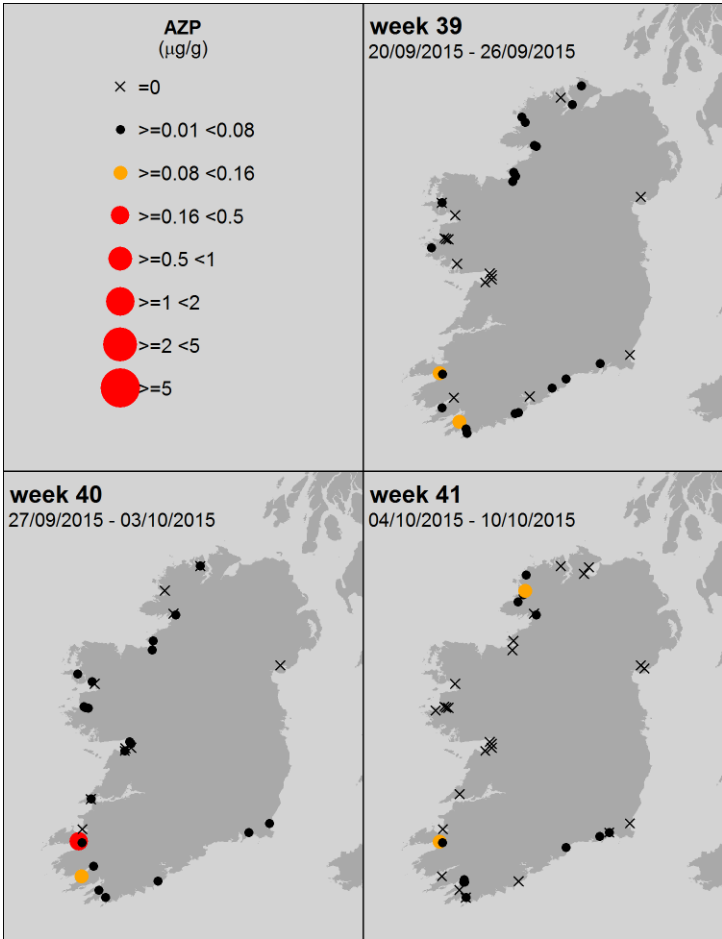 AZP
(µg/g)
=0
>=0.01 <0.08
>=0.08 <0.16
>=0.16 <0.5
>=0.5 <1
>=1 <2
>=2 <5
>=5
week 39
20/09/2015 - 26/09/2015
week 40
27/09/2015 - 03/10/2015
week 41
04/10/2015 - 10/10/2015